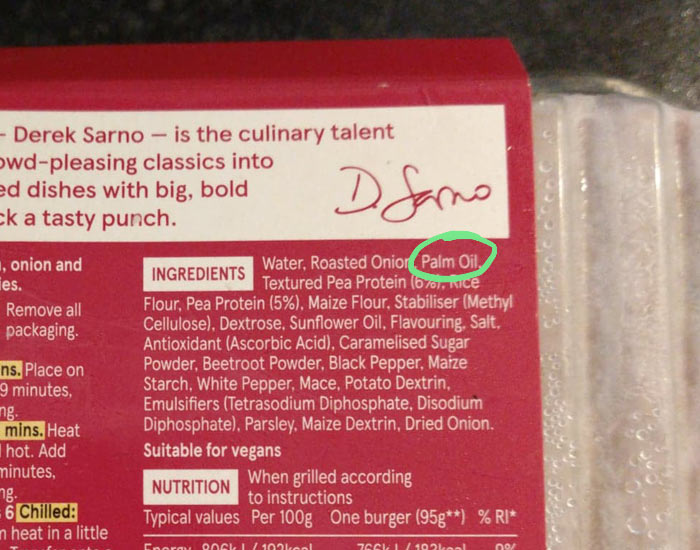 - Derek Sarno – is the culinary talent
owd-pleasing classics into
ed dishes with big, bold
ck a tasty punch.
D. Sarno
, onion and
ies.
Remove all
packaging.
ns. Place on
9 minutes,
ng.
mins. Heat
hot. Add
minutes,
ng.
6 Chilled:
n heat in a little
INGREDIENTS
Water, Roasted Onion, Palm Oil,
Textured Pea Protein (6%), Rice
Flour, Pea Protein (5%), Maize Flour, Stabiliser (Methyl
Cellulose), Dextrose, Sunflower Oil, Flavouring, Salt,
Antioxidant (Ascorbic Acid), Caramelised Sugar
Powder, Beetroot Powder, Black Pepper, Maize
Starch, White Pepper, Mace, Potato Dextrin,
Emulsifiers (Tetrasodium Diphosphate, Disodium
Diphosphate), Parsley, Maize Dextrin, Dried Onion.
Suitable for vegans
NUTRITION
When grilled according
to instructions
Typical values Per 100g One burger (95g**) % RI*
Energy